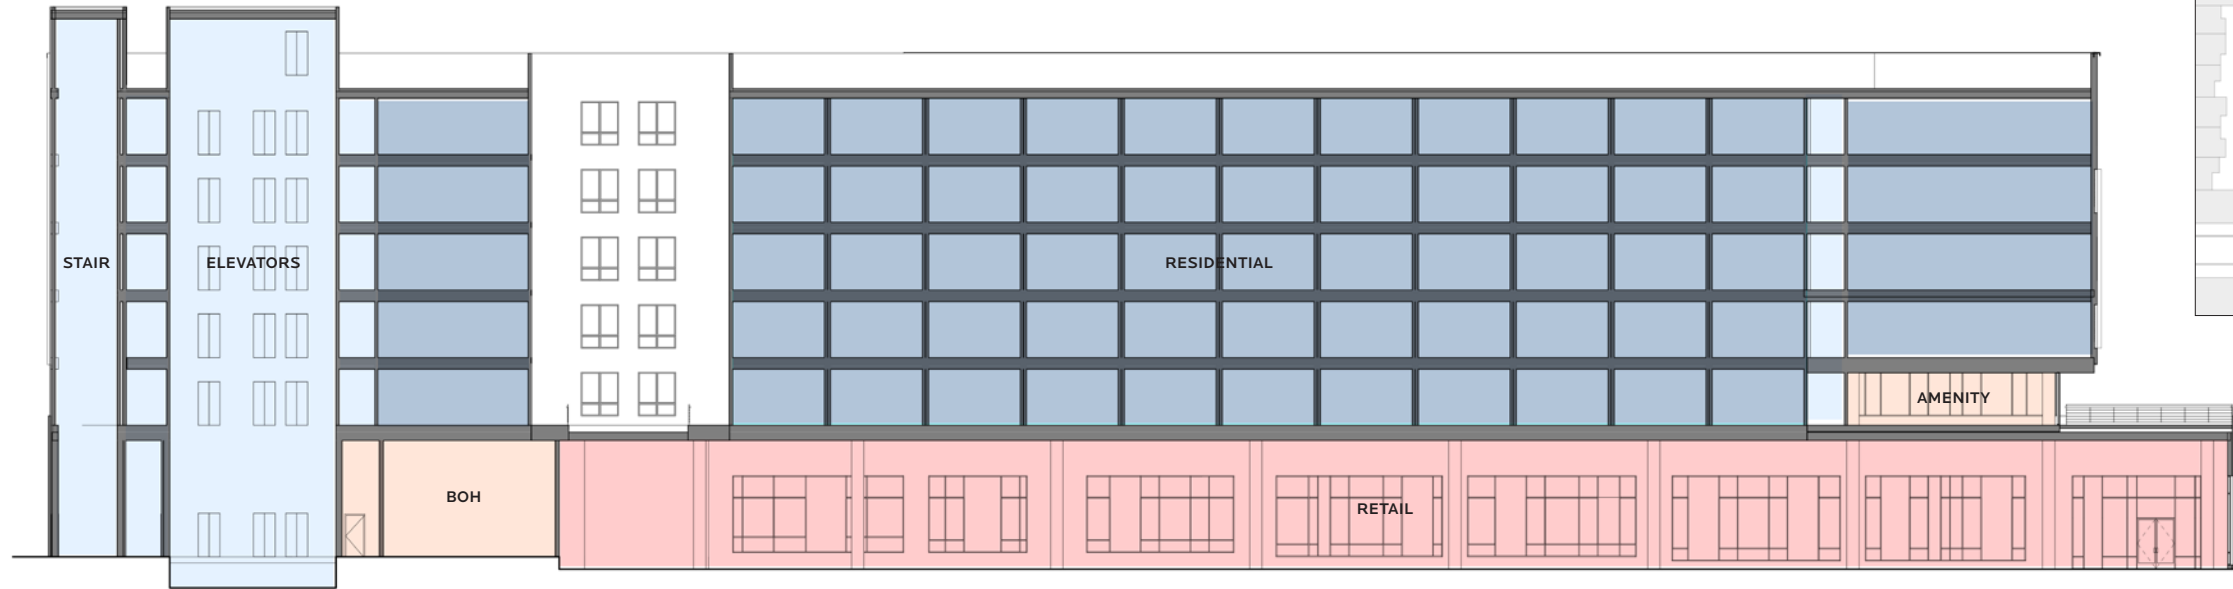 STAIR
ELEVATORS
RESIDENTIAL
AMENITY
BOH
RETAIL